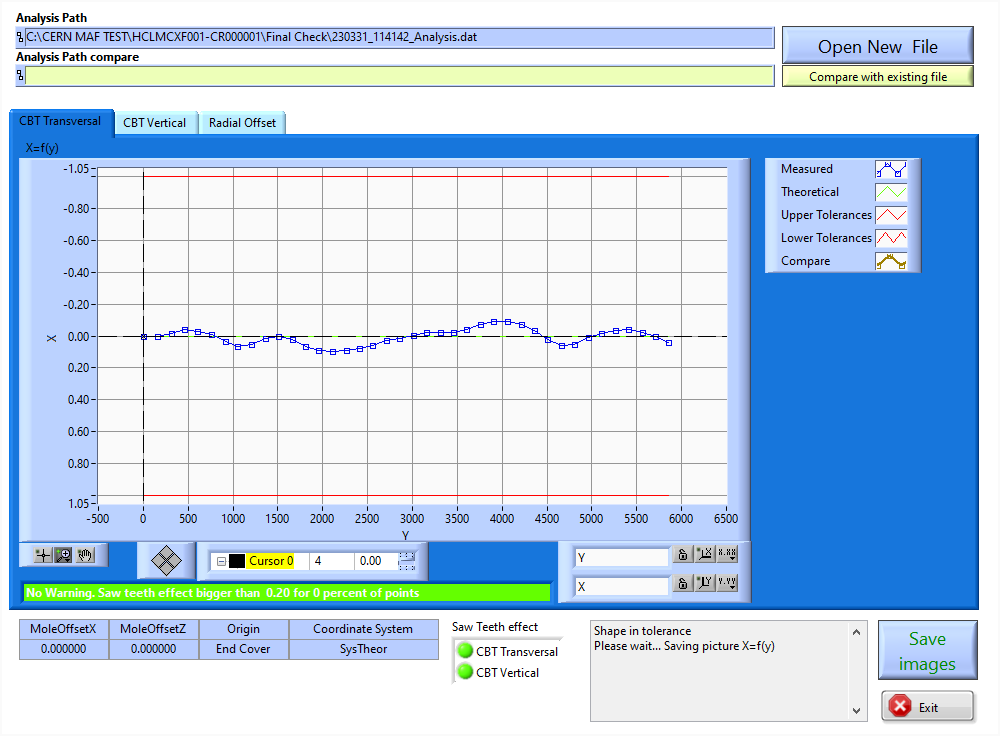 Analysis Path
C:\CERN MAF TEST\HCLMCXF001-CR000001\Final Check\230331_114142_Analysis.dat
Open New File
Analysis Path compare
Compare with existing file
CBT Transversal
CBT Vertical
Radial Offset
X=f(y)
-1.05
-0.80
-0.60
-0.40
-0.20
0.00
0.20
0.40
0.60
0.80
1.05
X
-500 0 500 1000 1500 2000 2500 3000 3500 4000 4500 5000 5500 6000 6500
Y
Measured
Theoretical
Upper Tolerances
Lower Tolerances
Compare
Cursor 0 4 0.00
Y
X
No Warning. Saw teeth effect bigger than 0.20 for 0 percent of points
MoleOffsetX MoleOffsetZ Origin Coordinate System
0.000000 0.000000 End Cover SysTheor
Saw Teeth effect
CBT Transversal
CBT Vertical
Shape in tolerance
Please wait... Saving picture X=f(y)
Save
images
Exit